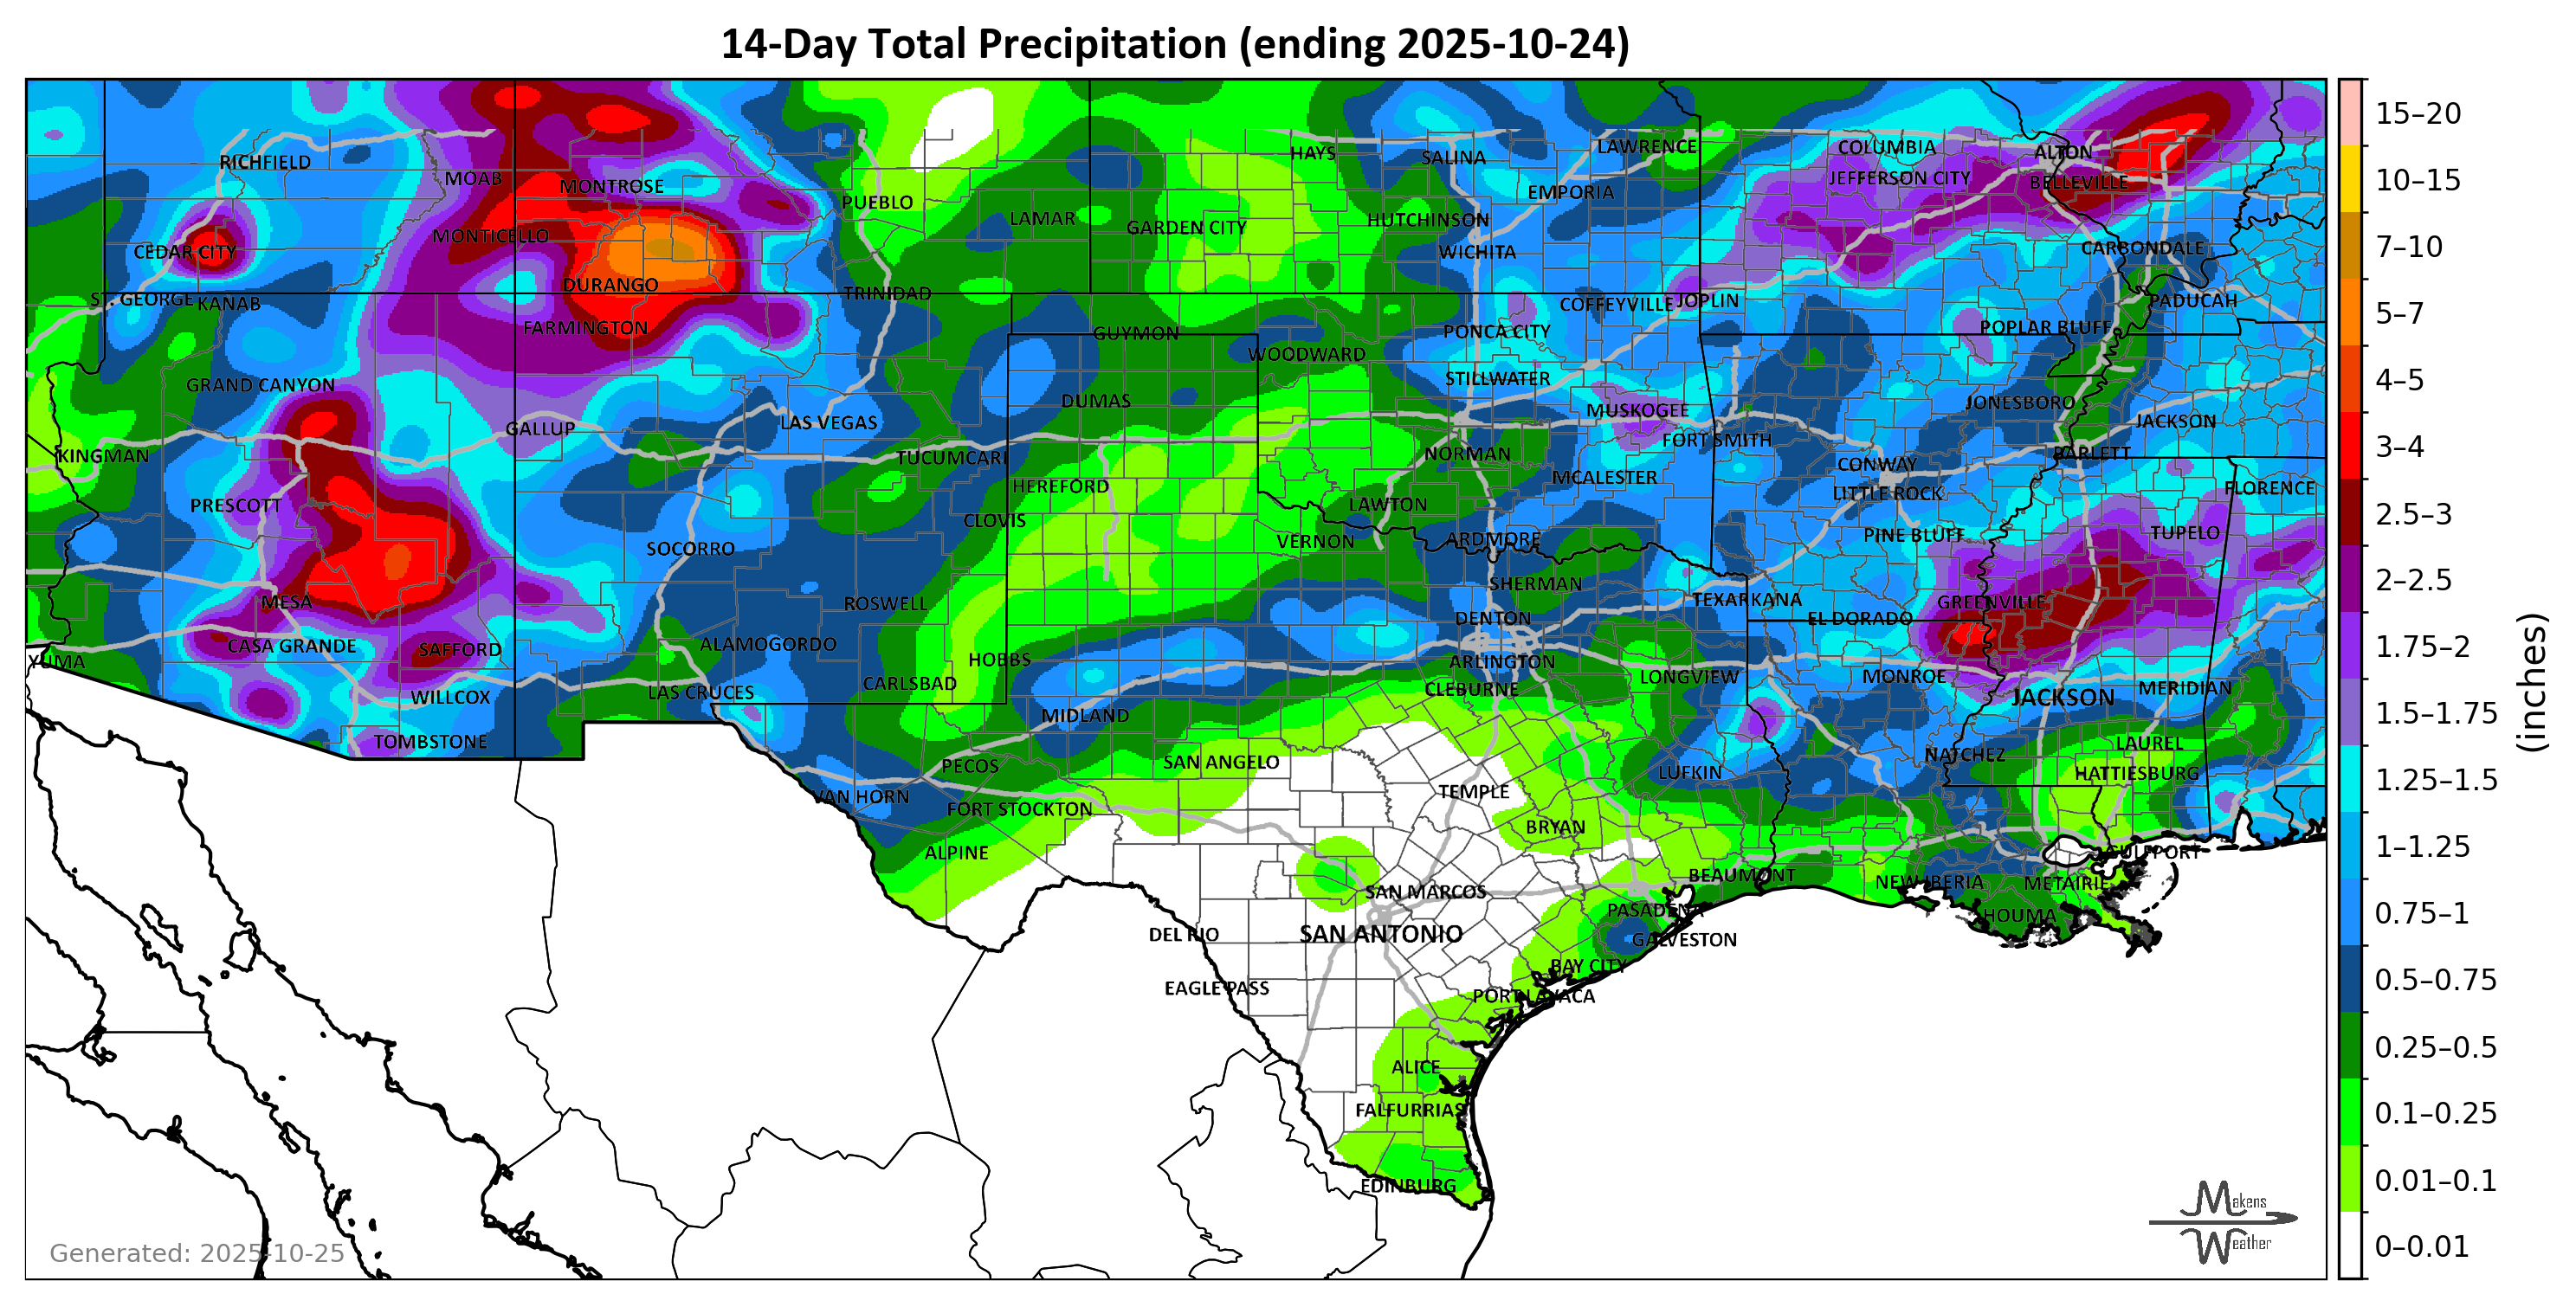 14-Day Total Precipitation (ending 2025-10-24)
RICHFIELD
MOAB
MONTROSE
PUEBLO
LAMAR
GARDEN CITY
HAYS
SALINA
LAWRENCE
EMPORIA
HUTCHINSON
WICHITA
COLUMBIA
JEFFERSON CITY
ALTON
BELLEVILLE
CARBONDALE
PADUCAH
CEDAR CITY
MONTICELLO
DURANGO
TRINIDAD
ST. GEORGE
KANAB
FARMINGTON
GUYMON
WOODWARD
PONCA CITY
COFFEYVILLE
JOPLIN
POPLAR BLUFF
GRAND CANYON
DUMAS
STILLWATER
MUSKOGEE
JONESBORO
JACKSON
KINGMAN
GALLUP
LAS VEGAS
TUCUMCARI
NORMAN
FORT SMITH
BARLETT
CONWAY
LITTLE ROCK
FLORENCE
PRESCOTT
HEREFORD
CLOVIS
LAWTON
MCALESTER
PINE BLUFF
TUPELO
SOCORRO
VERNON
ARDMORE
SHERMAN
TEXARKANA
GREENVILLE
EL DORADO
MESA
ROSWELL
DENTON
CASA GRANDE
SAFFORD
ALAMOGORDO
HOBBS
ARLINGTON
YUMA
WILLCOX
LAS CRUCES
CARLSBAD
CLEBURNE
LONGVIEW
MONROE
JACKSON
MERIDIAN
TOMBSTONE
MIDLAND
NATCHEZ
LAUREL
HATTIESBURG
PECOS
SAN ANGELO
LUFKIN
VAN HORN
FORT STOCKTON
TEMPLE
BRYAN
ALPINE
GULFPORT
SAN MARCOS
BEAUMONT
NEW IBERIA
METAIRIE
HOUMA
DEL RIO
SAN ANTONIO
PASADENA
GALVESTON
BAY CITY
EAGLE PASS
PORT LAVACA
ALICE
FALFURRIAS
EDINBURG
15–20
10–15
7–10
5–7
4–5
3–4
2.5–3
2–2.5
1.75–2
1.5–1.75
1.25–1.5
1–1.25
0.75–1
0.5–0.75
0.25–0.5
0.1–0.25
0.01–0.1
0–0.01
(inches)
Generated: 2025-10-25
Makens
Weather